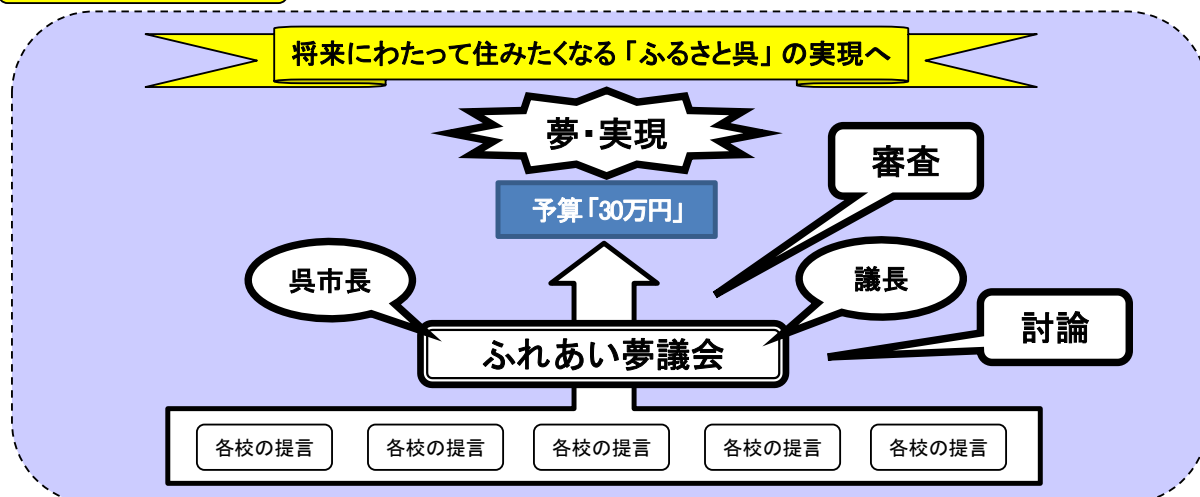 将来にわたって住みたくなる「ふるさと呉」の実現へ
夢・実現
審査
予算「30万円」
呉市長
議長
討論
ふれあい夢議会
各校の提言
各校の提言
各校の提言
各校の提言
各校の提言